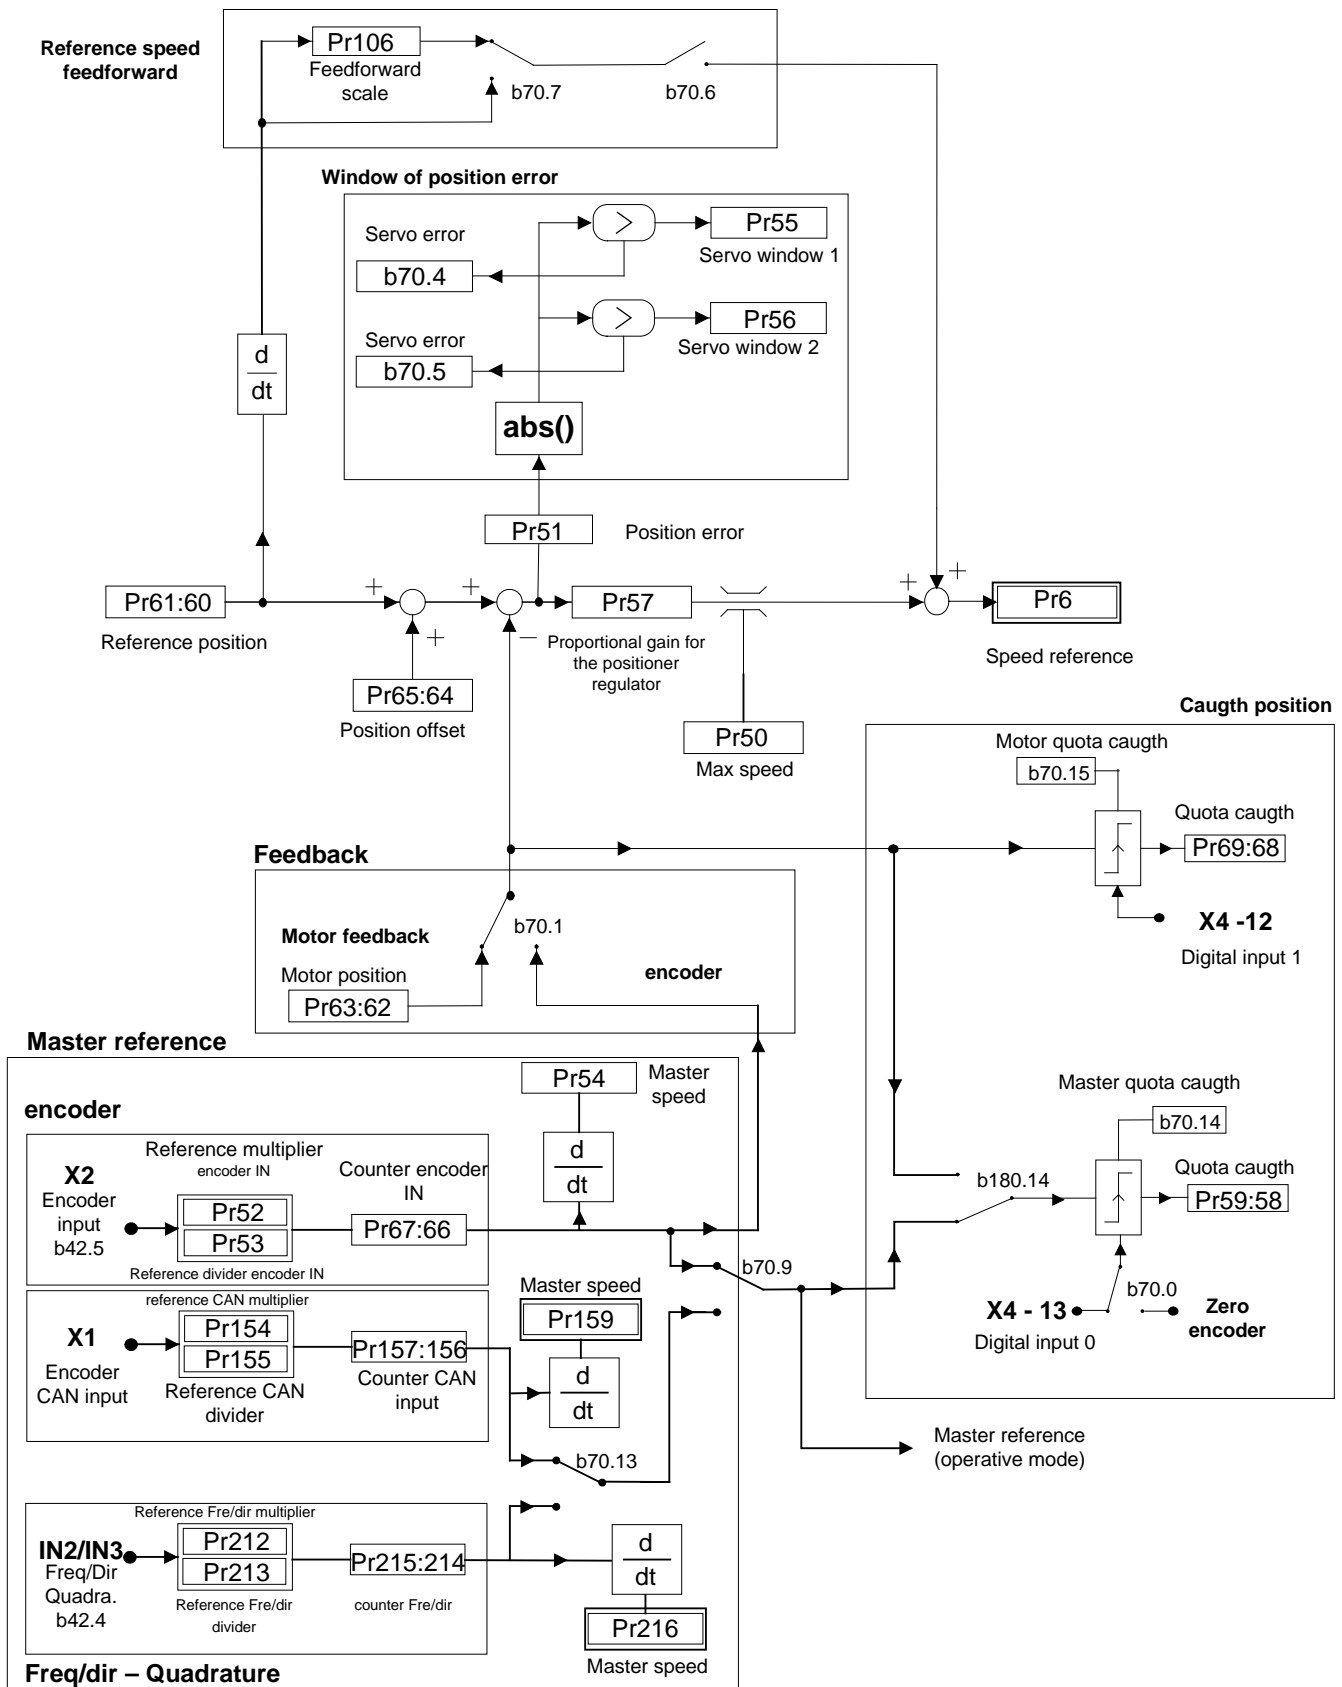 Reference speed
feedforward
Pr106
Feedforward
scale
b70.7
b70.6
Window of position error
Servo error
b70.4
>
Pr55
Servo window 1
Servo error
b70.5
>
Pr56
Servo window 2
d
dt
abs()
Pr51
Position error
Pr61:60
Reference position
+
+
+
−
Pr65:64
Position offset
Pr57
Proportional gain for
the positioner
regulator
Pr50
Max speed
+
+
Pr6
Speed reference
Caugth position
Motor quota caugth
b70.15
Quota caugth
Pr69:68
X4 -12
Digital input 1
Feedback
Motor feedback
b70.1
Motor position
Pr63:62
encoder
Master reference
Pr54
Master
speed
encoder
d
dt
X2
Encoder
input
b42.5
Reference multiplier
encoder IN
Pr52
Pr53
Reference divider encoder IN
Counter encoder
IN
Pr67:66
b70.9
Master quota caugth
b70.14
b180.14
Quota caugth
Pr59:58
b70.0
X4 - 13
Digital input 0
Zero
encoder
X1
Encoder
CAN input
reference CAN multiplier
Pr154
Pr155
Reference CAN
divider
Pr157:156
Counter CAN
input
Master speed
Pr159
d
dt
b70.13
Master reference
(operative mode)
Reference Fre/dir multiplier
IN2/IN3
Freq/Dir
Quadra.
b42.4
Pr212
Pr213
Reference Fre/dir
divider
Pr215:214
counter Fre/dir
d
dt
Pr216
Master speed
Freq/dir – Quadrature